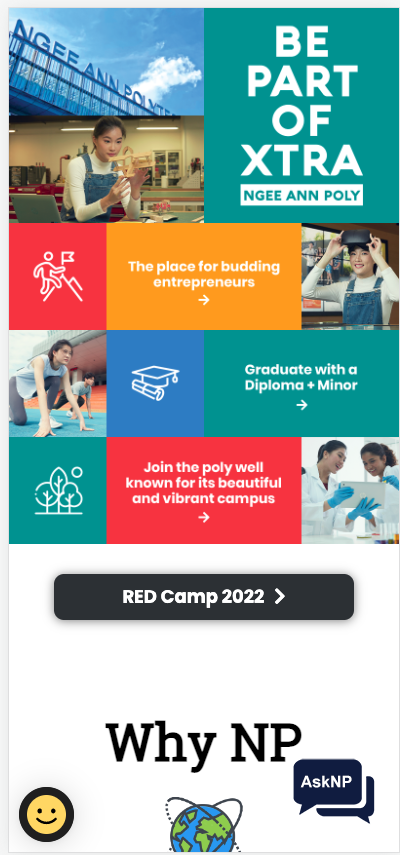 NGEE ANN POLYTE
BE
PART
OF
XTRA
NGEE ANN POLY
The place for budding
entrepreneurs
→
Graduate with a
Diploma + Minor
→
Join the poly well
known for its beautiful
and vibrant campus
→
RED Camp 2022 >
Why NP
AskNP